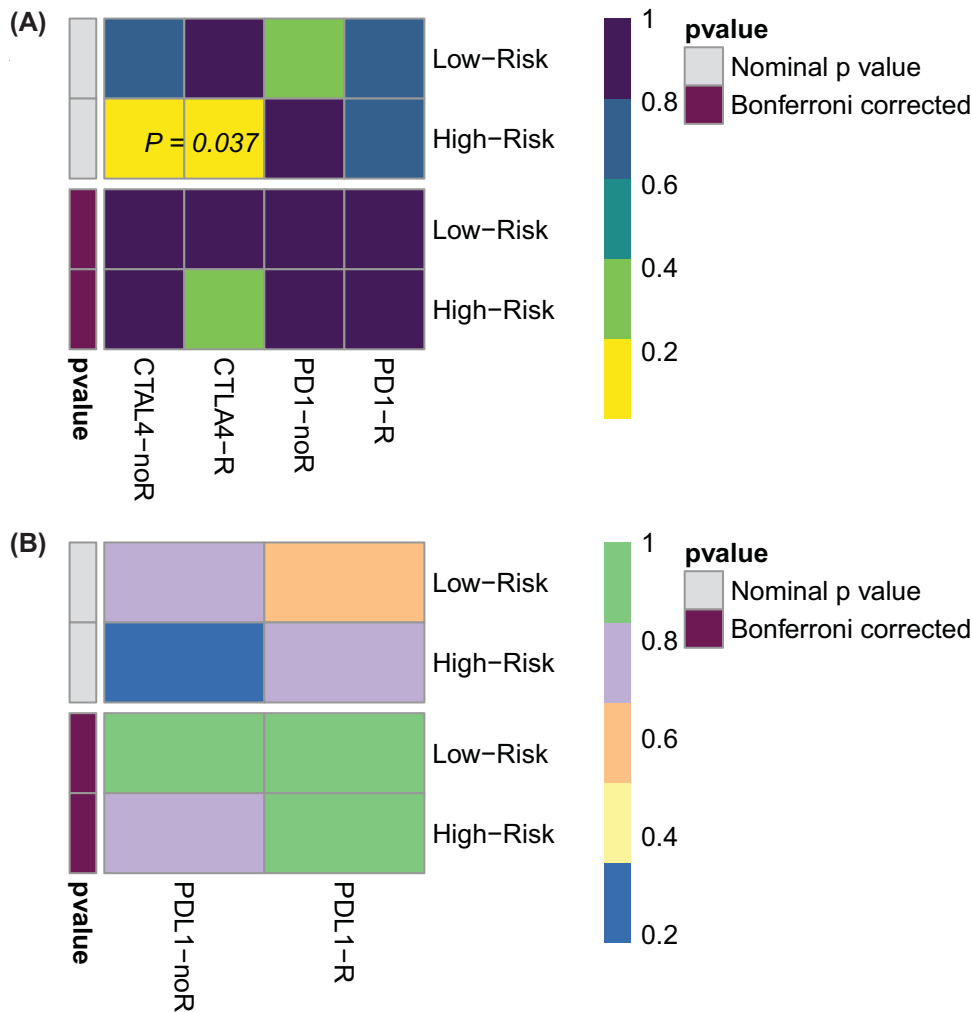 (A)
Low−Risk
High−Risk
P = 0.037
Low−Risk
High−Risk
pvalue
CTAL4−noR
CTLA4−R
PD1−noR
PD1−R
1
0.8
0.6
0.4
0.2
pvalue
Nominal p value
Bonferroni corrected
(B)
Low−Risk
High−Risk
Low−Risk
High−Risk
pvalue
PDL1−noR
PDL1−R
1
0.8
0.6
0.4
0.2
pvalue
Nominal p value
Bonferroni corrected